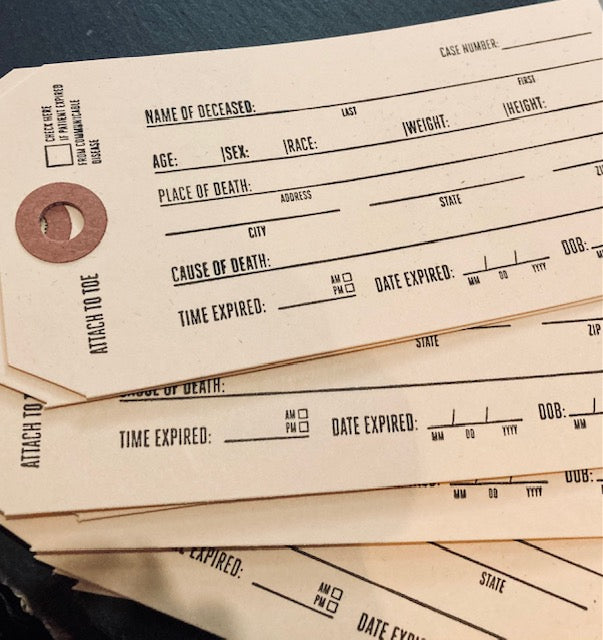 CASE NUMBER:
CHECK HERE
IF PATIENT EXPIRED
FROM COMMUNICABLE
DISEASE
NAME OF DECEASED:
LAST FIRST
AGE: |SEX: |RACE: |WEIGHT: |HEIGHT:
PLACE OF DEATH:
ADDRESS
CITY STATE
CAUSE OF DEATH:
TIME EXPIRED: AM PM DATE EXPIRED: MM DD YYYY DOB:
ATTACH TO TOE
STATE ZIP
OF DEATH:
TIME EXPIRED: AM PM DATE EXPIRED: MM DD YYYY DOB: MM
ATTACH TO
MM DD YYYY DOB:
EXPIRED: AM PM DATE
STATE